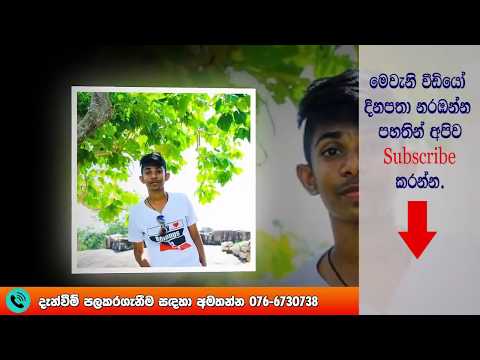 මෙවැනි වීඩියෝ
දිනපතා නරඹන්න
පහතින් අපිව
Subscribe
කරන්න.
දැන්වීම් පලකරගැනීම සඳහා අමතන්න 076-6730738